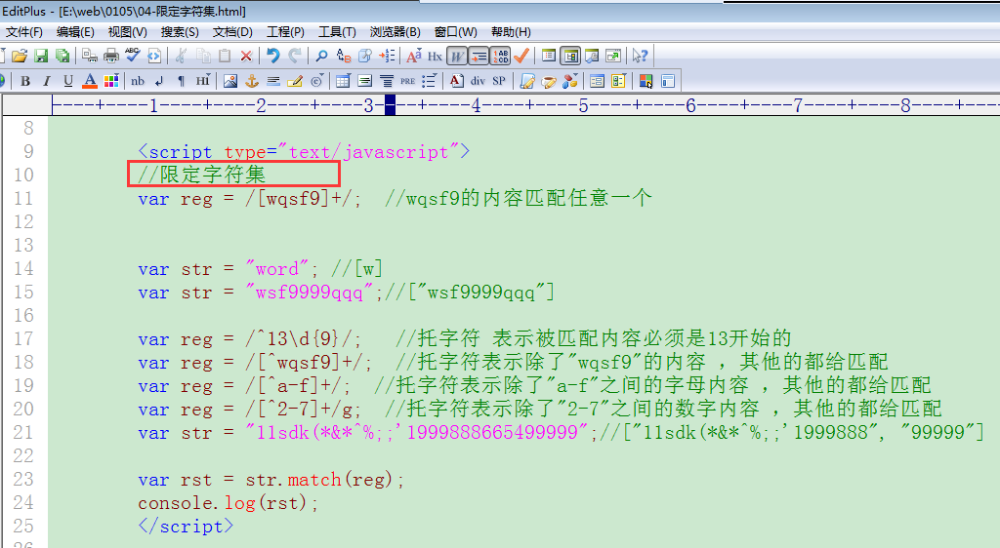 EditPlus - [E:\web\0105\04-限定字符集.html]
文件(F) 编辑(E) 视图(V) 搜索(S) 文档(D) 工程(P) 工具(T) 浏览器(B) 窗口(W) 帮助(H)
B I U A nb ¶ HI PRE A div SP
----+----1----+----2----+----3----+----4----+----5----+----6----+----7----+----8----+--
8
9 <script type="text/javascript">
10 //限定字符集
11 var reg = /[wqsf9]+/; //wqsf9的内容匹配任意一个
12
13
14 var str = "word"; //[w]
15 var str = "wsf9999qqq";//["wsf9999qqq"]
16
17 var reg = /^13\d{9}/; //托字符 表示被匹配内容必须是13开始的
18 var reg = /[^wqsf9]+/; //托字符表示除了"wqsf9"的内容 , 其他的都给匹配
19 var reg = /[^a-f]+/; //托字符表示除了"a-f"之间的字母内容 , 其他的都给匹配
20 var reg = /[^2-7]+/g; //托字符表示除了"2-7"之间的数字内容 , 其他的都给匹配
21 var str = "11sdk(*&*^%;;'1999888665499999";//["11sdk(*&*^%;;'1999888", "99999"]
22
23 var rst = str.match(reg);
24 console.log(rst);
25 </script>